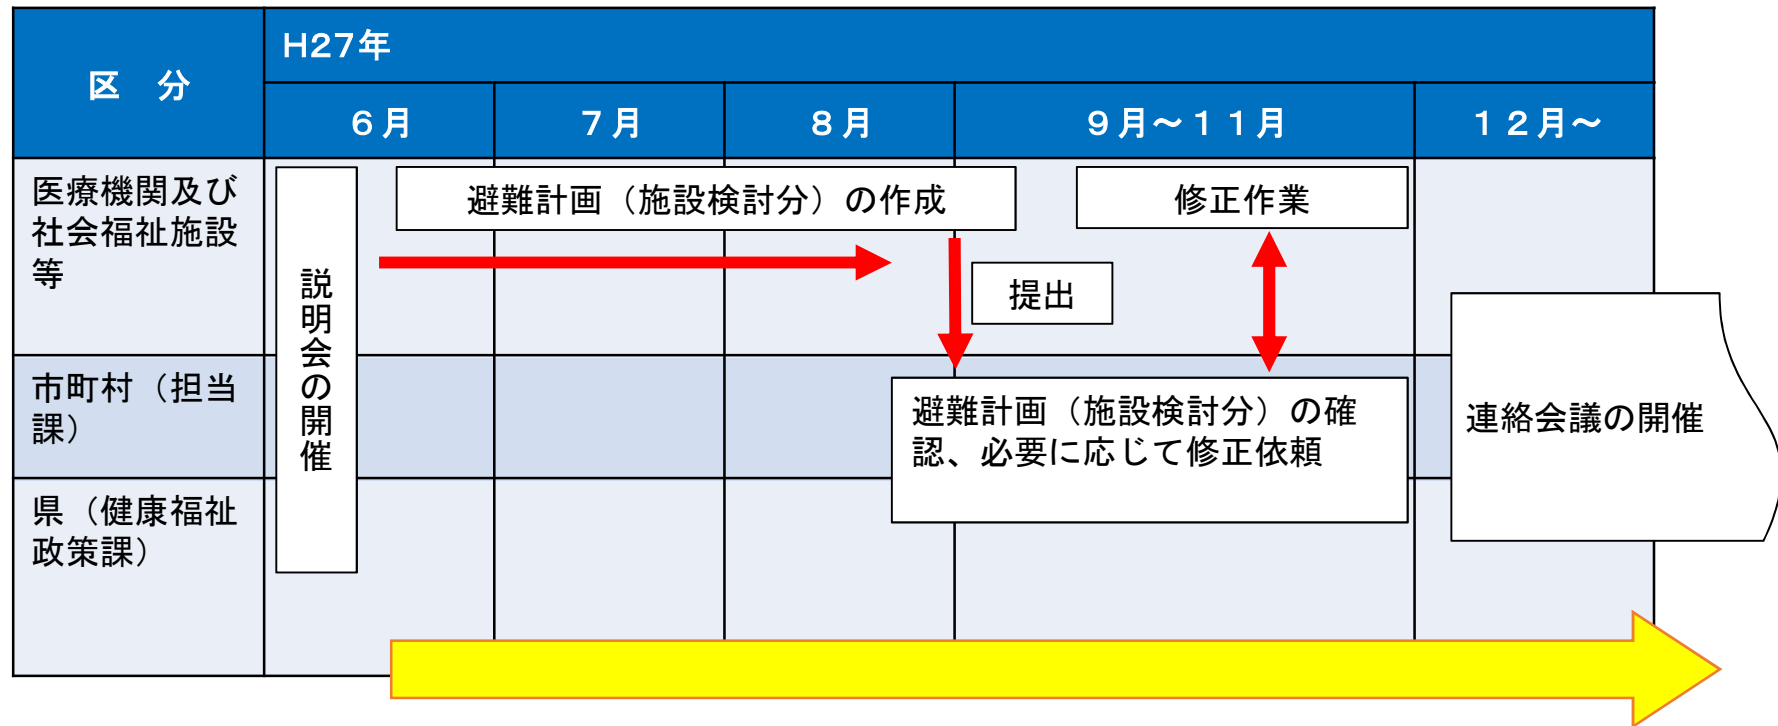 区　分
H27年
６月
７月
８月
９月～１１月
１２月～
医療機関及び
社会福祉施設
等
説明会の開催
避難計画（施設検討分）の作成
修正作業
提出
市町村（担当
課）
避難計画（施設検討分）の確
認、必要に応じて修正依頼
連絡会議の開催
県（健康福祉
政策課）